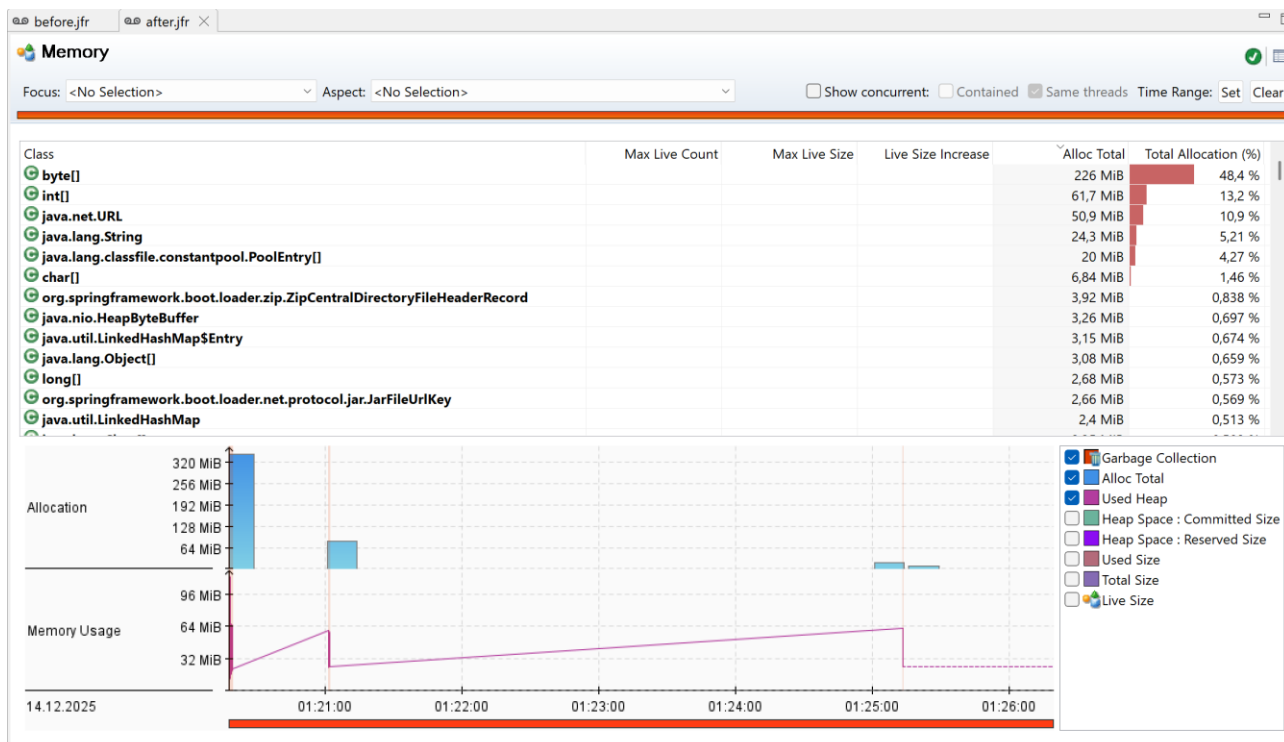 before.jfr after.jfr
Memory
Focus: <No Selection> Aspect: <No Selection> Show concurrent: Contained Same threads Time Range: Set Clear
Class Max Live Count Max Live Size Live Size Increase Alloc Total Total Allocation (%)
byte[] 226 MiB 48,4 %
int[] 61,7 MiB 13,2 %
java.net.URL 50,9 MiB 10,9 %
java.lang.String 24,3 MiB 5,21 %
java.lang.classfile.constantpool.PoolEntry[] 20 MiB 4,27 %
char[] 6,84 MiB 1,46 %
org.springframework.boot.loader.zip.ZipCentralDirectoryFileHeaderRecord 3,92 MiB 0,838 %
java.nio.HeapByteBuffer 3,26 MiB 0,697 %
java.util.LinkedHashMap$Entry 3,15 MiB 0,674 %
java.lang.Object[] 3,08 MiB 0,659 %
long[] 2,68 MiB 0,573 %
org.springframework.boot.loader.net.protocol.jar.JarFileUrlKey 2,66 MiB 0,569 %
java.util.LinkedHashMap 2,4 MiB 0,513 %
Allocation
320 MiB
256 MiB
192 MiB
128 MiB
64 MiB
Memory Usage
96 MiB
64 MiB
32 MiB
14.12.2025 01:21:00 01:22:00 01:23:00 01:24:00 01:25:00 01:26:00
Garbage Collection
Alloc Total
Used Heap
Heap Space : Committed Size
Heap Space : Reserved Size
Used Size
Total Size
Live Size